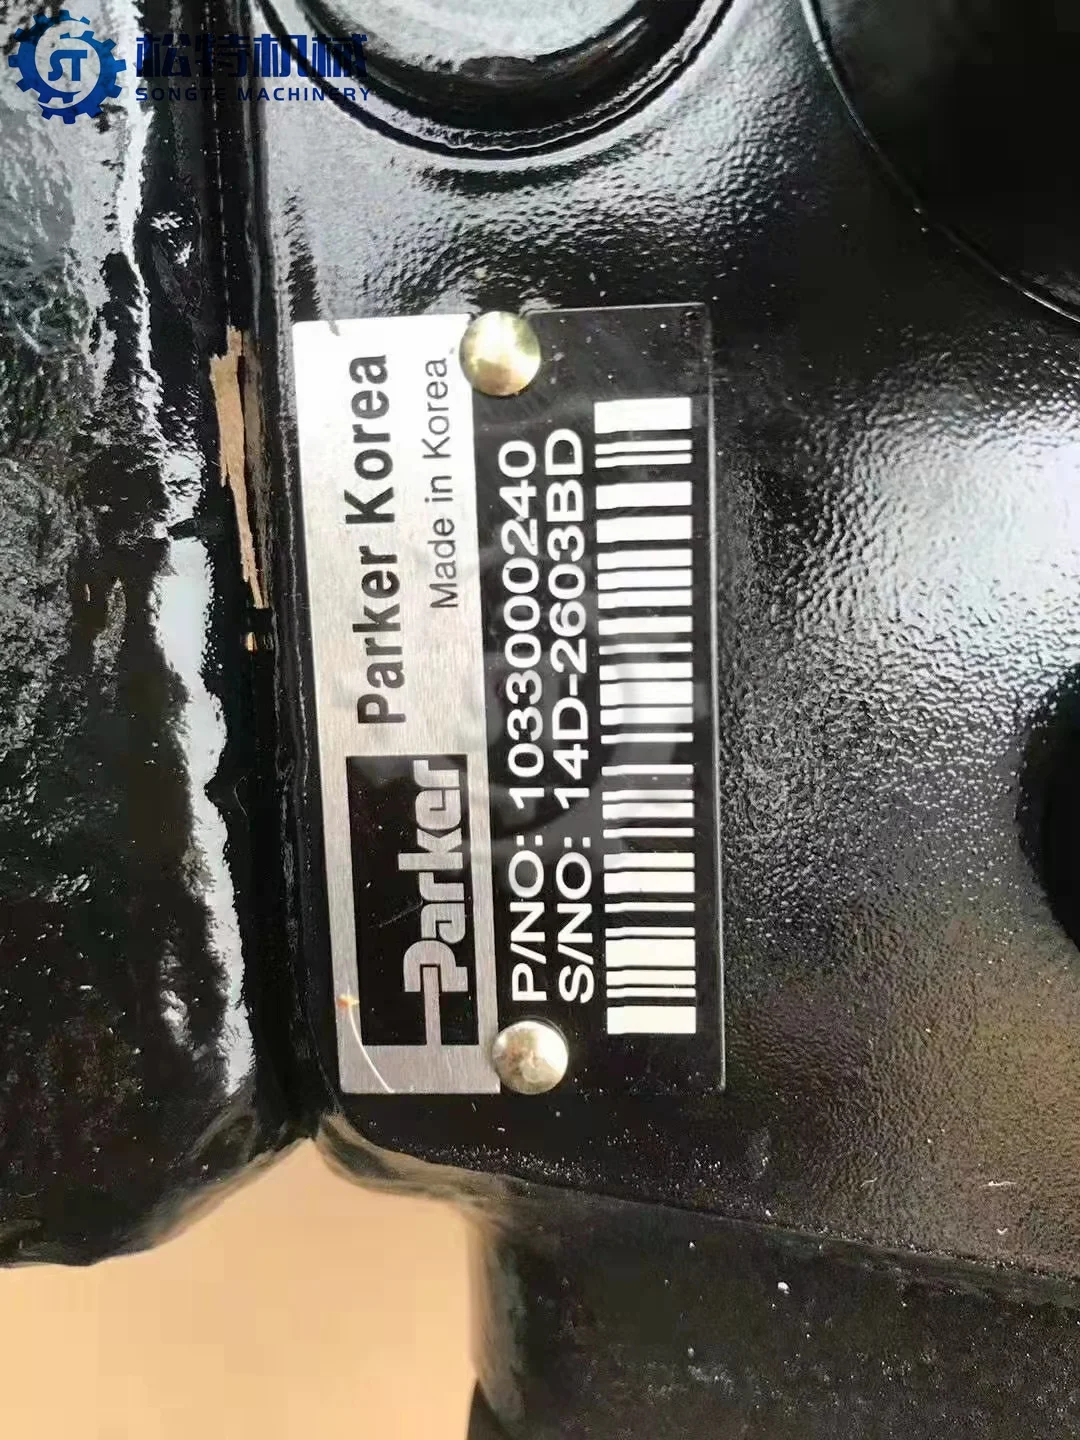 松特机械
SONGTE MACHINERY
Parker
Parker Korea
Made in Korea
P/NO: 1033000240
S/NO: 14D-2603BD